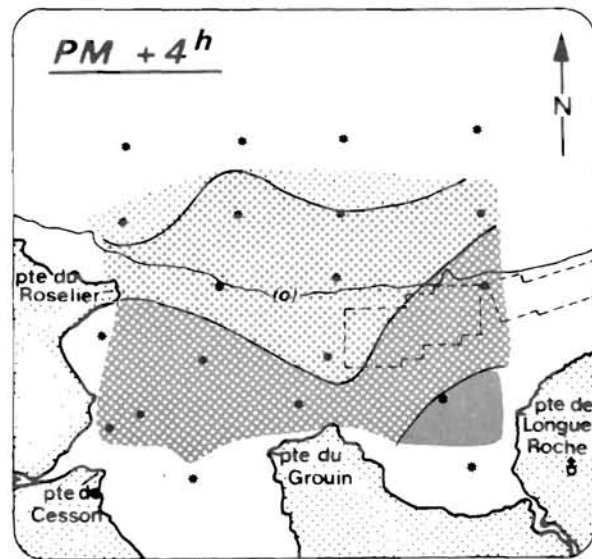 PM + 4h
N
pte du
Roselier
(o)
pte de
Longue
Roche
pte du
Grouin
pte de
Cesson